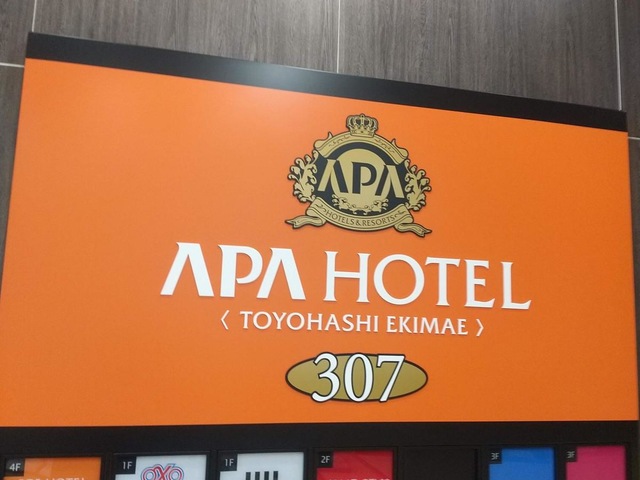 APA
HOTELS & RESORTS
APA HOTEL
〈 TOYOHASHI EKIMAE 〉
307
4F
1F
1F
2F
3F
3F